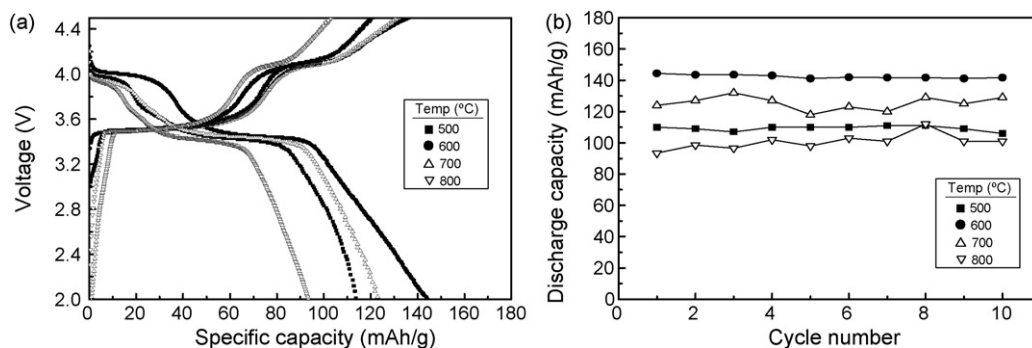 (a)
Voltage (V)
4.4
4.0
3.6
3.2
2.8
2.4
2.0
0 20 40 60 80 100 120 140 160 180
Specific capacity (mAh/g)
Temp (ºC)
500
600
700
800
(b)
Discharge capacity (mAh/g)
180
160
140
120
100
80
60
40
20
0
0 2 4 6 8 10
Cycle number
Temp (ºC)
500
600
700
800